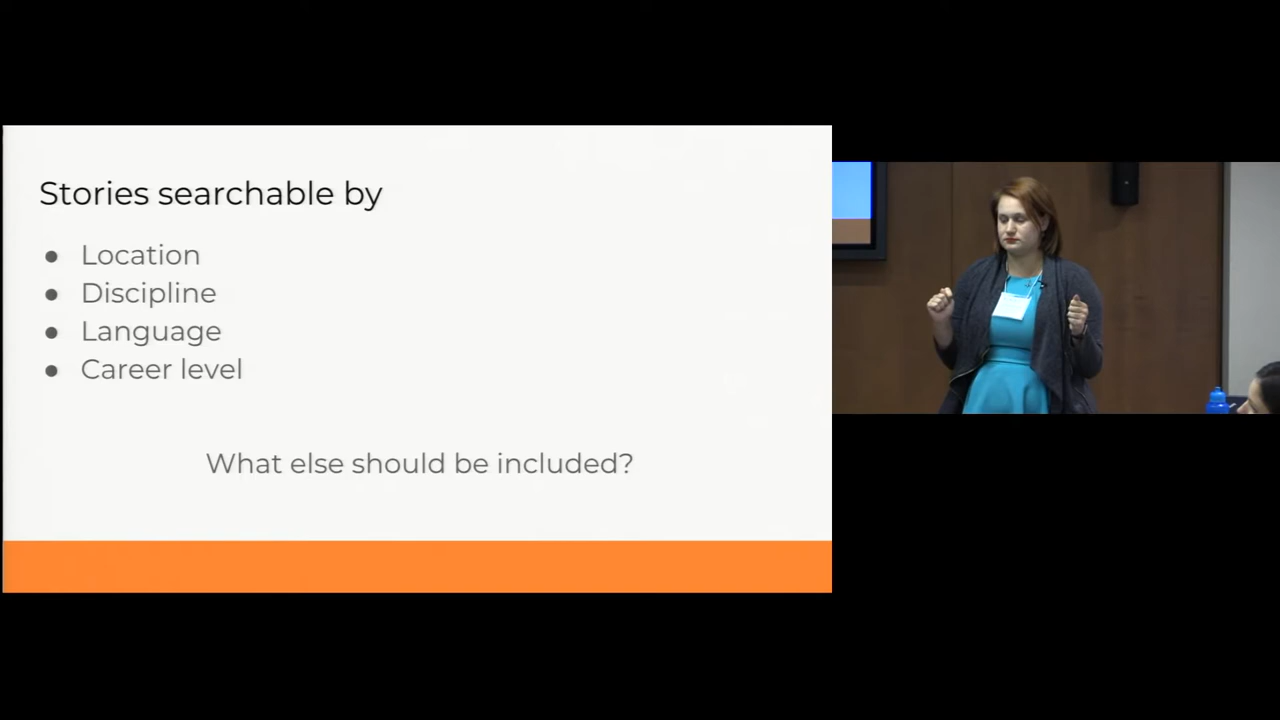 Stories searchable by
● Location
● Discipline
● Language
● Career level
What else should be included?